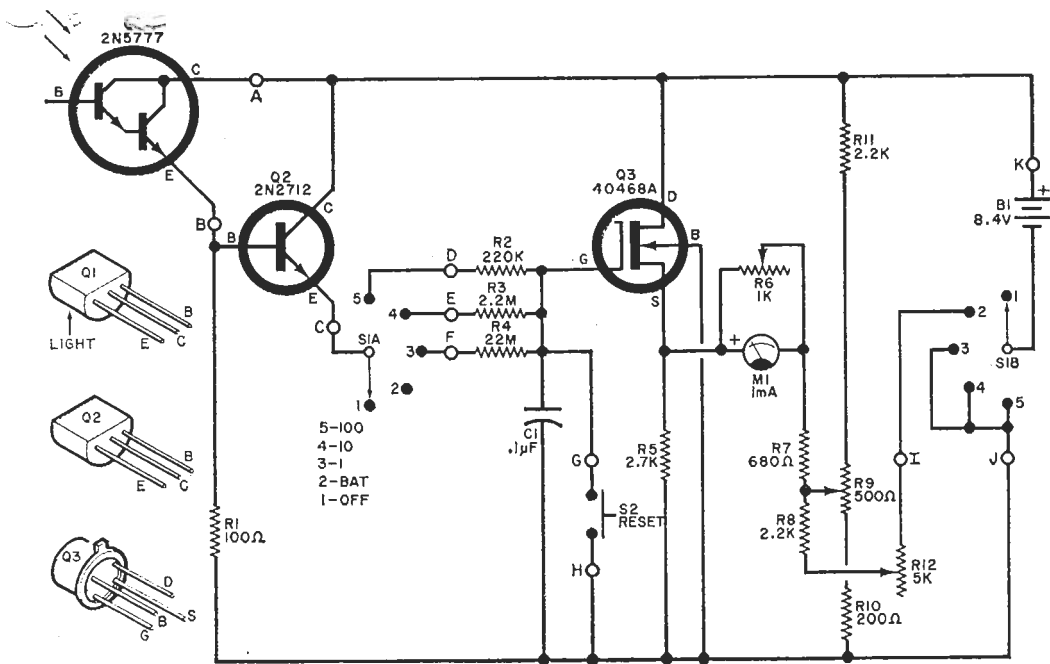 2N5777
C
B
A
E
R11
2.2K
K
Q2
2N2712
Q3
40468A
D
+
B1
8.4V
C
B
B
B
D
R2
220K
G
R6
1K
Q1
E
5
R3
2.2M
S
1
2
B
C
E
LIGHT
C
4
E
R4
22M
+
S1B
S1A
3
F
M1
1mA
3
2
4
5
1
Q2
5-100
4-10
3-1
2-BAT
1-OFF
C1
.1µF
R5
2.7K
R7
680Ω
G
I
J
B
C
E
R9
500Ω
S2
RESET
R8
2.2K
R1
100Ω
Q3
H
R12
5K
D
S
B
G
R10
200Ω